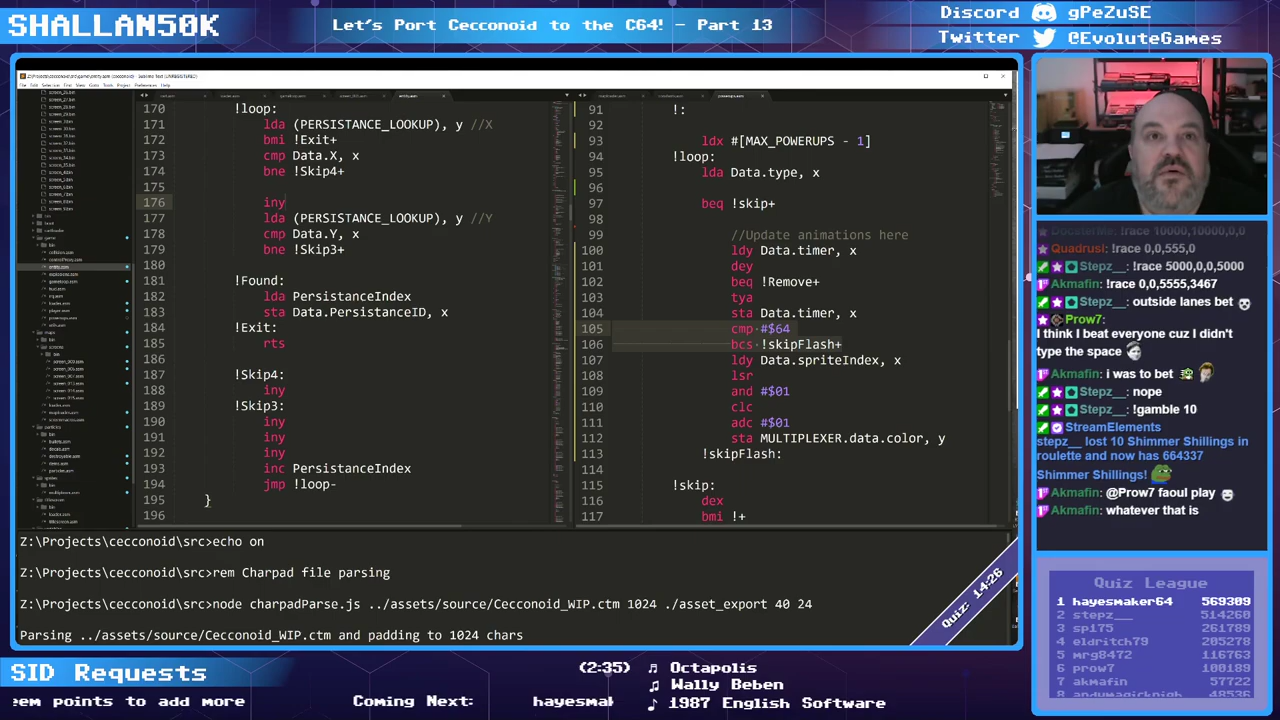 SHALLAN50K
Let's Port Cecconoid to the C64! - Part 13
Discord gPeZuSE
Twitter @EvoluteGames
170 !loop:
171 lda (PERSISTANCE_LOOKUP), y //X
172 bmi !Exit+
173 cmp Data.X, x
174 bne !Skip4+
175
176 iny
177 lda (PERSISTANCE_LOOKUP), y //Y
178 cmp Data.Y, x
179 bne !Skip3+
180
181 !Found:
182 lda PersistanceIndex
183 sta Data.PersistanceID, x
184 !Exit:
185 rts
186
187 !Skip4:
188 iny
189 !Skip3:
190 iny
191 iny
192 iny
193 inc PersistanceIndex
194 jmp !loop-
195 }
196
91 !:
92
93 ldx #[MAX_POWERUPS - 1]
94 !loop:
95 lda Data.type, x
96
97 beq !skip+
98
99 //Update animations here
100 ldy Data.timer, x
101 dey
102 beq !Remove+
103 tya
104 sta Data.timer, x
105 cmp #$64
106 bcs !skipFlash+
107 ldy Data.spriteIndex, x
108 lsr
109 and #$01
110 clc
111 adc #$01
112 sta MULTIPLEXER.data.color, y
113 !skipFlash:
114
115 !skip:
116 dex
117 bmi !+
Z:\Projects\cecconoid\src>echo on
Z:\Projects\cecconoid\src>rem Charpad file parsing
Z:\Projects\cecconoid\src>node charpadParse.js ../assets/source/Cecconoid_WIP.ctm 1024 ./asset_export 40 24
Parsing ../assets/source/Cecconoid_WIP.ctm and padding to 1024 chars
Quiz: 14:26
Quadrusi: !race 0,0,555,0
Stepz__: !race 5000,0,0,5000
Akmafin: !race 0,0,5555,3467
Stepz__: outside lanes bet
Prow7:
I think I beat everyone cuz I didn't
type the space
Akmafin: i was to bet
Stepz__: nope
Stepz__: !gamble 10
StreamElements
stepz__ lost 10 Shimmer Shillings in
roulette and now has 664337
Shimmer Shillings!
Akmafin: @Prow7 faoul play
Akmafin: whatever that is
Quiz League
1 hayesmaker64 569309
2 stepz__ 514260
3 sp175 261789
4 eldritch79 205278
5 mrg8472 116763
6 prow7 100189
7 akmafin 57722
SID Requests
eem points to add more
Coming Next:
hayesmak
(2:35) Octapolis
Wally Beben
1987 English Software